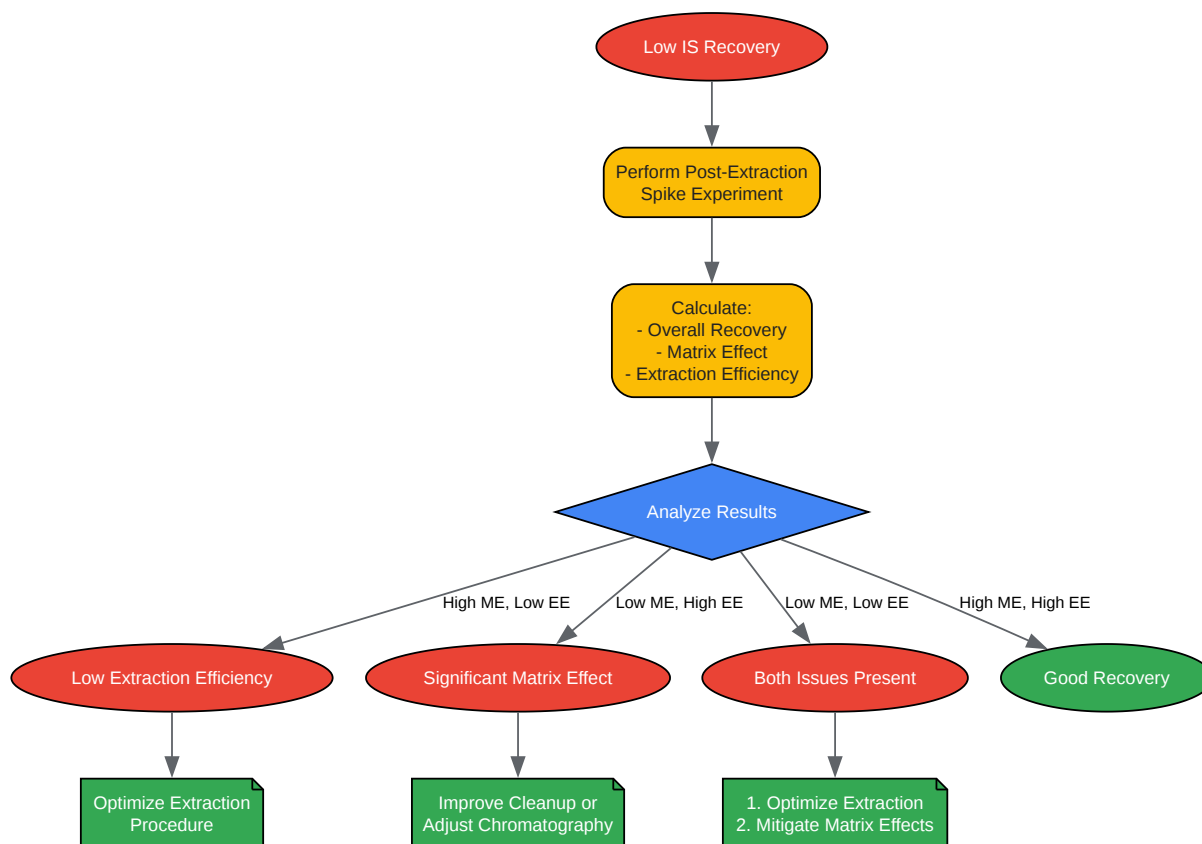 Low IS Recovery
Perform Post-Extraction
Spike Experiment
Calculate:
- Overall Recovery
- Matrix Effect
- Extraction Efficiency
Analyze Results
High ME, Low EE
Low ME, High EE
Low ME, Low EE
High ME, High EE
Low Extraction Efficiency
Significant Matrix Effect
Both Issues Present
Good Recovery
Optimize Extraction
Procedure
Improve Cleanup or
Adjust Chromatography
1. Optimize Extraction
2. Mitigate Matrix Effects